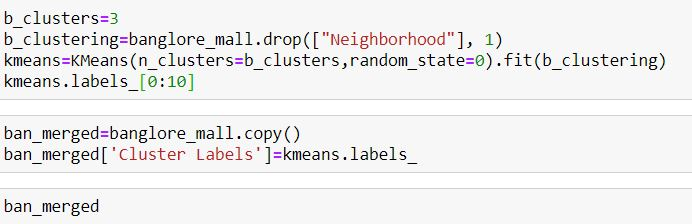 b_clusters=3
b_clustering=banglore_mall.drop(["Neighborhood"], 1)
kmeans=KMeans(n_clusters=b_clusters,random_state=0).fit(b_clustering)
kmeans.labels_[0:10]
ban_merged=banglore_mall.copy()
ban_merged['Cluster Labels']=kmeans.labels_
ban_merged